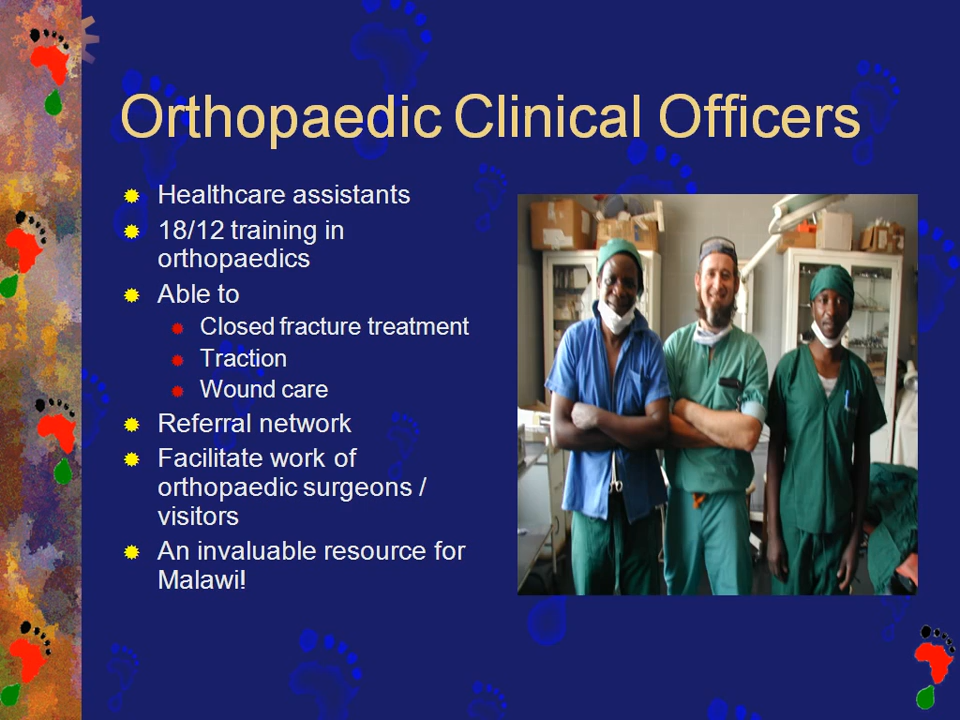 Orthopaedic Clinical Officers
Healthcare assistants
18/12 training in
orthopaedics
Able to
Closed fracture treatment
Traction
Wound care
Referral network
Facilitate work of
orthopaedic surgeons /
visitors
An invaluable resource for
Malawi!